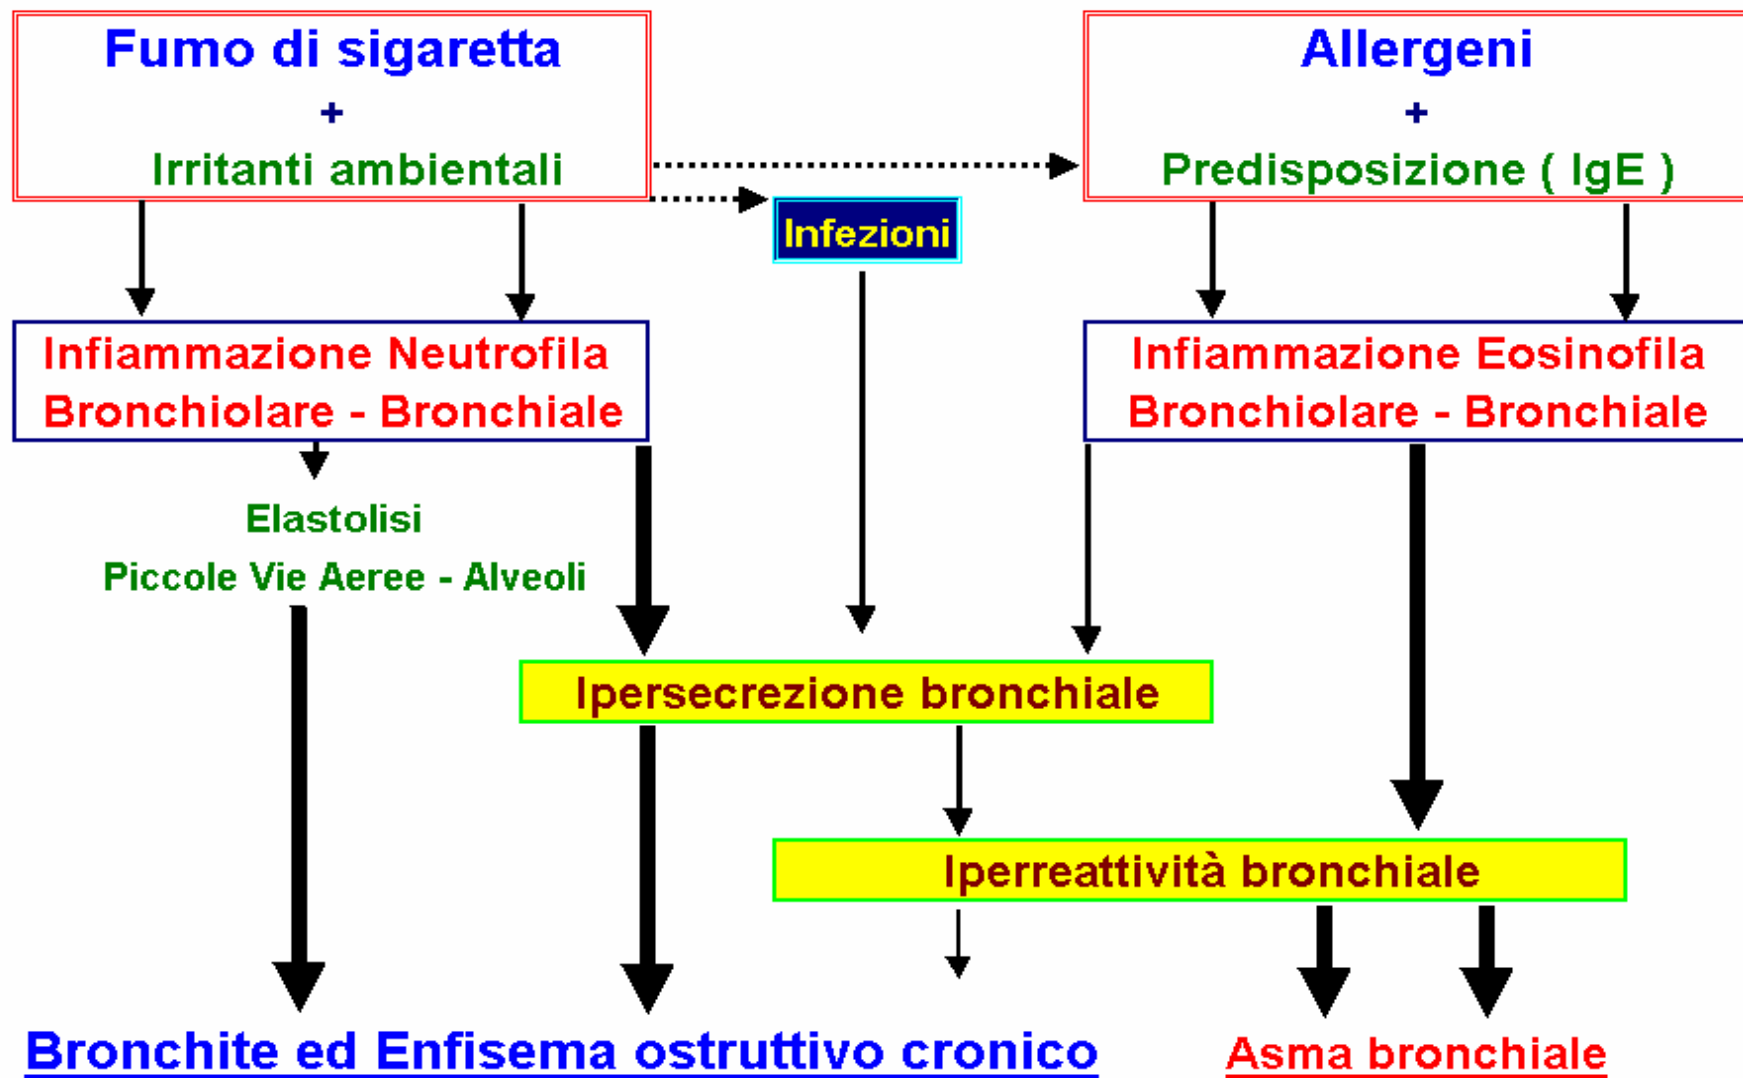 Fumo di sigaretta
+
Irritanti ambientali
Allergeni
+
Predisposizione ( IgE )
Infezioni
Infiammazione Neutrofila
Bronchiolare - Bronchiale
Infiammazione Eosinofila
Bronchiolare - Bronchiale
Elastolisi
Piccole Vie Aeree - Alveoli
Ipersecrezione bronchiale
Iperreattività bronchiale
Bronchite ed Enfisema ostruttivo cronico
Asma bronchiale